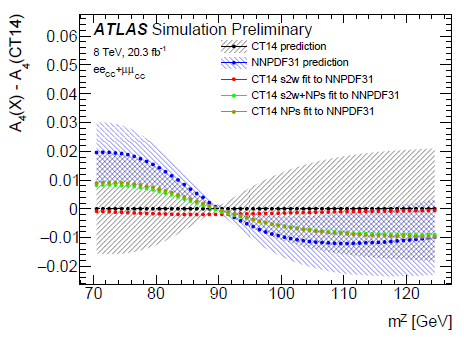 ATLAS Simulation Preliminary
8 TeV, 20.3 fb⁻¹
ee_CC+μμ_CC
CT14 prediction
NNPDF31 prediction
CT14 s2w fit to NNPDF31
CT14 s2w+NPs fit to NNPDF31
CT14 NPs fit to NNPDF31
A₄(X) - A₄(CT14)
0.06
0.05
0.04
0.03
0.02
0.01
0
−0.01
−0.02
70 80 90 100 110 120
m^Z [GeV]